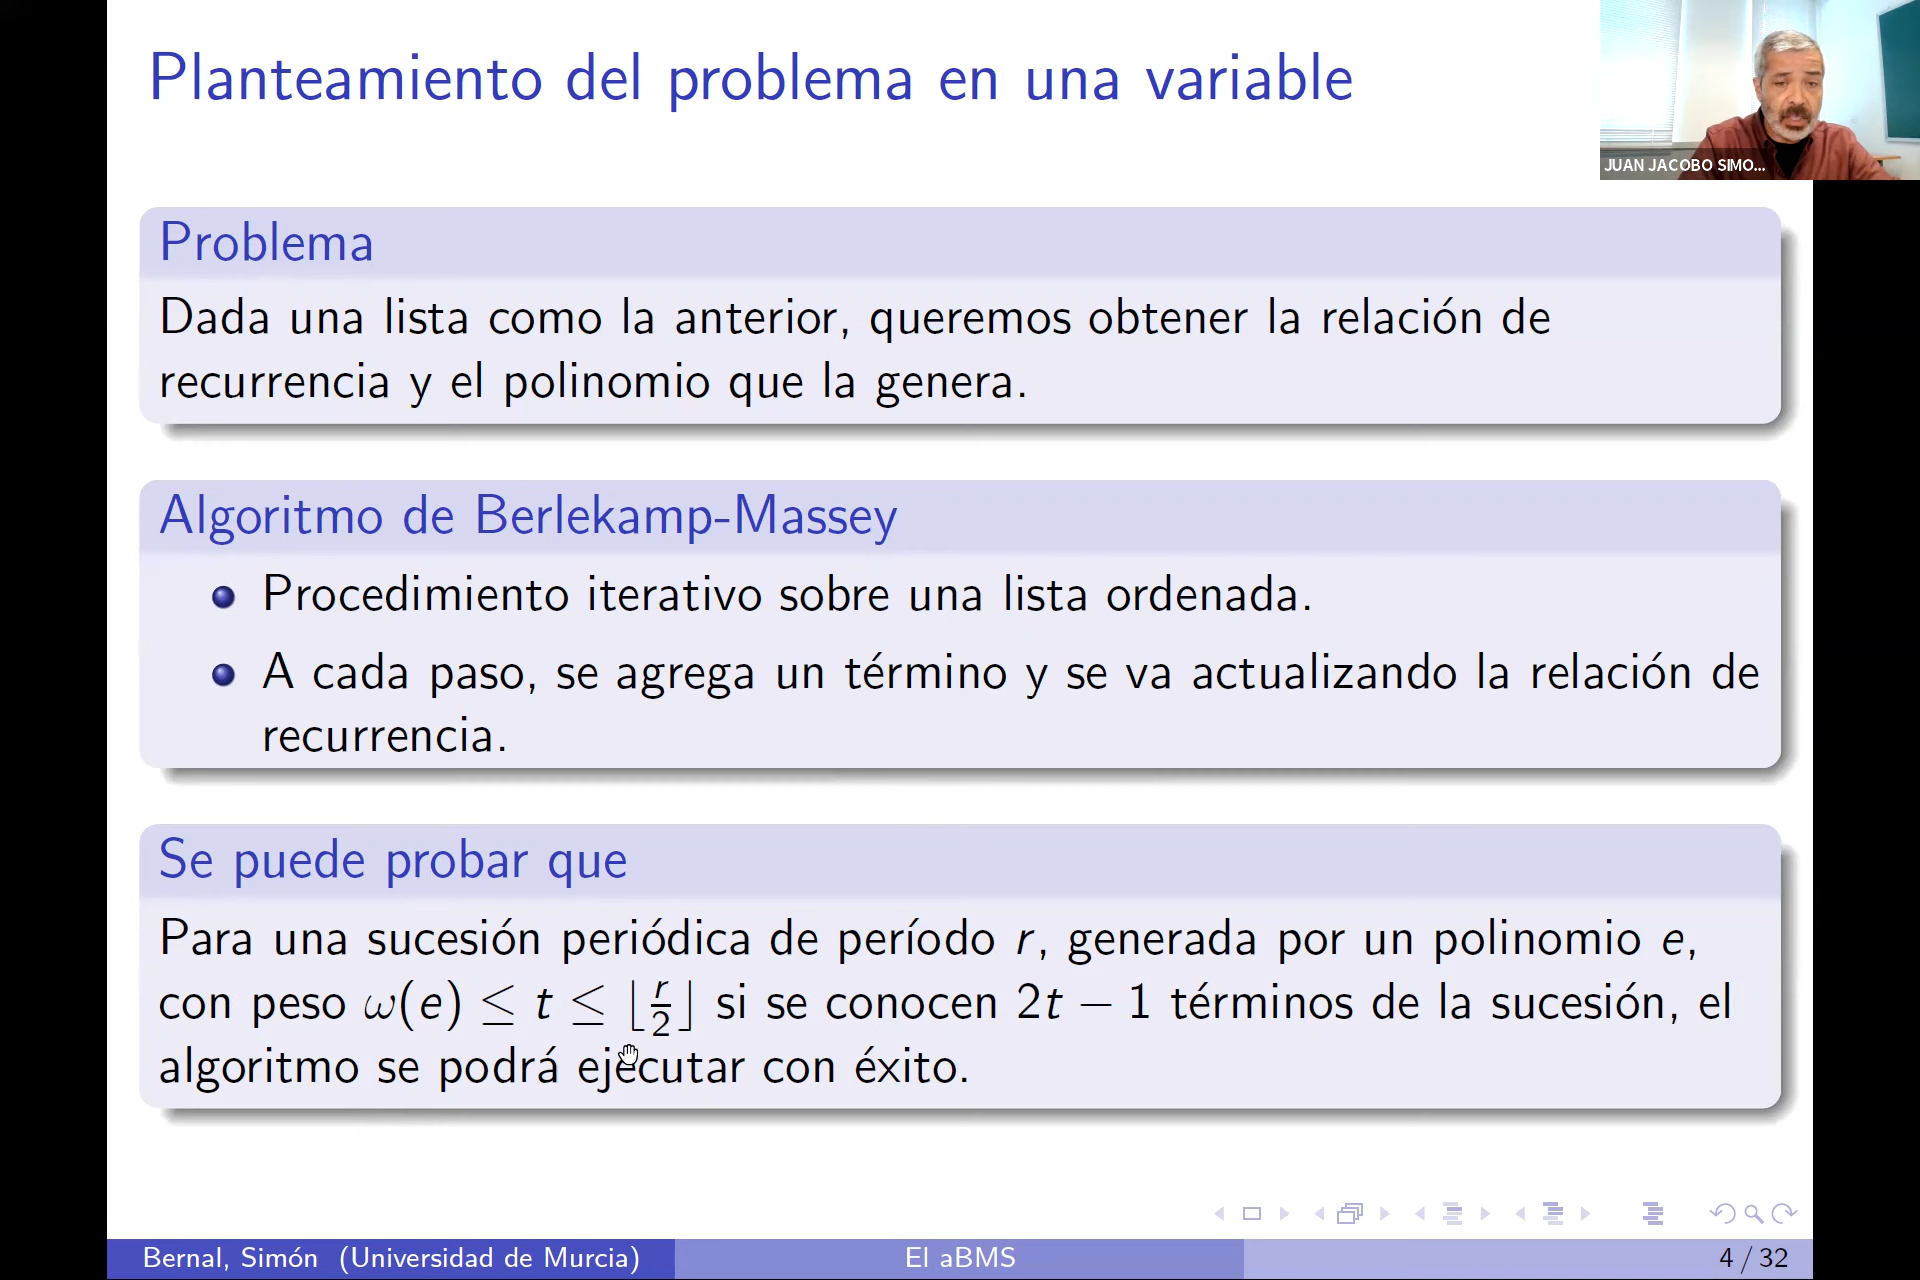 Planteamiento del problema en una variable
JUAN JACOBO SIMO...
Problema
Dada una lista como la anterior, queremos obtener la relación de
recurrencia y el polinomio que la genera.
Algoritmo de Berlekamp-Massey
Procedimiento iterativo sobre una lista ordenada.
A cada paso, se agrega un término y se va actualizando la relación de
recurrencia.
Se puede probar que
Para una sucesión periódica de período r, generada por un polinomio e,
con peso ω(e) ≤ t ≤ ⌊r/2⌋ si se conocen 2t − 1 términos de la sucesión, el
algoritmo se podrá ejecutar con éxito.
Bernal, Simón (Universidad de Murcia)
El aBMS
4 / 32